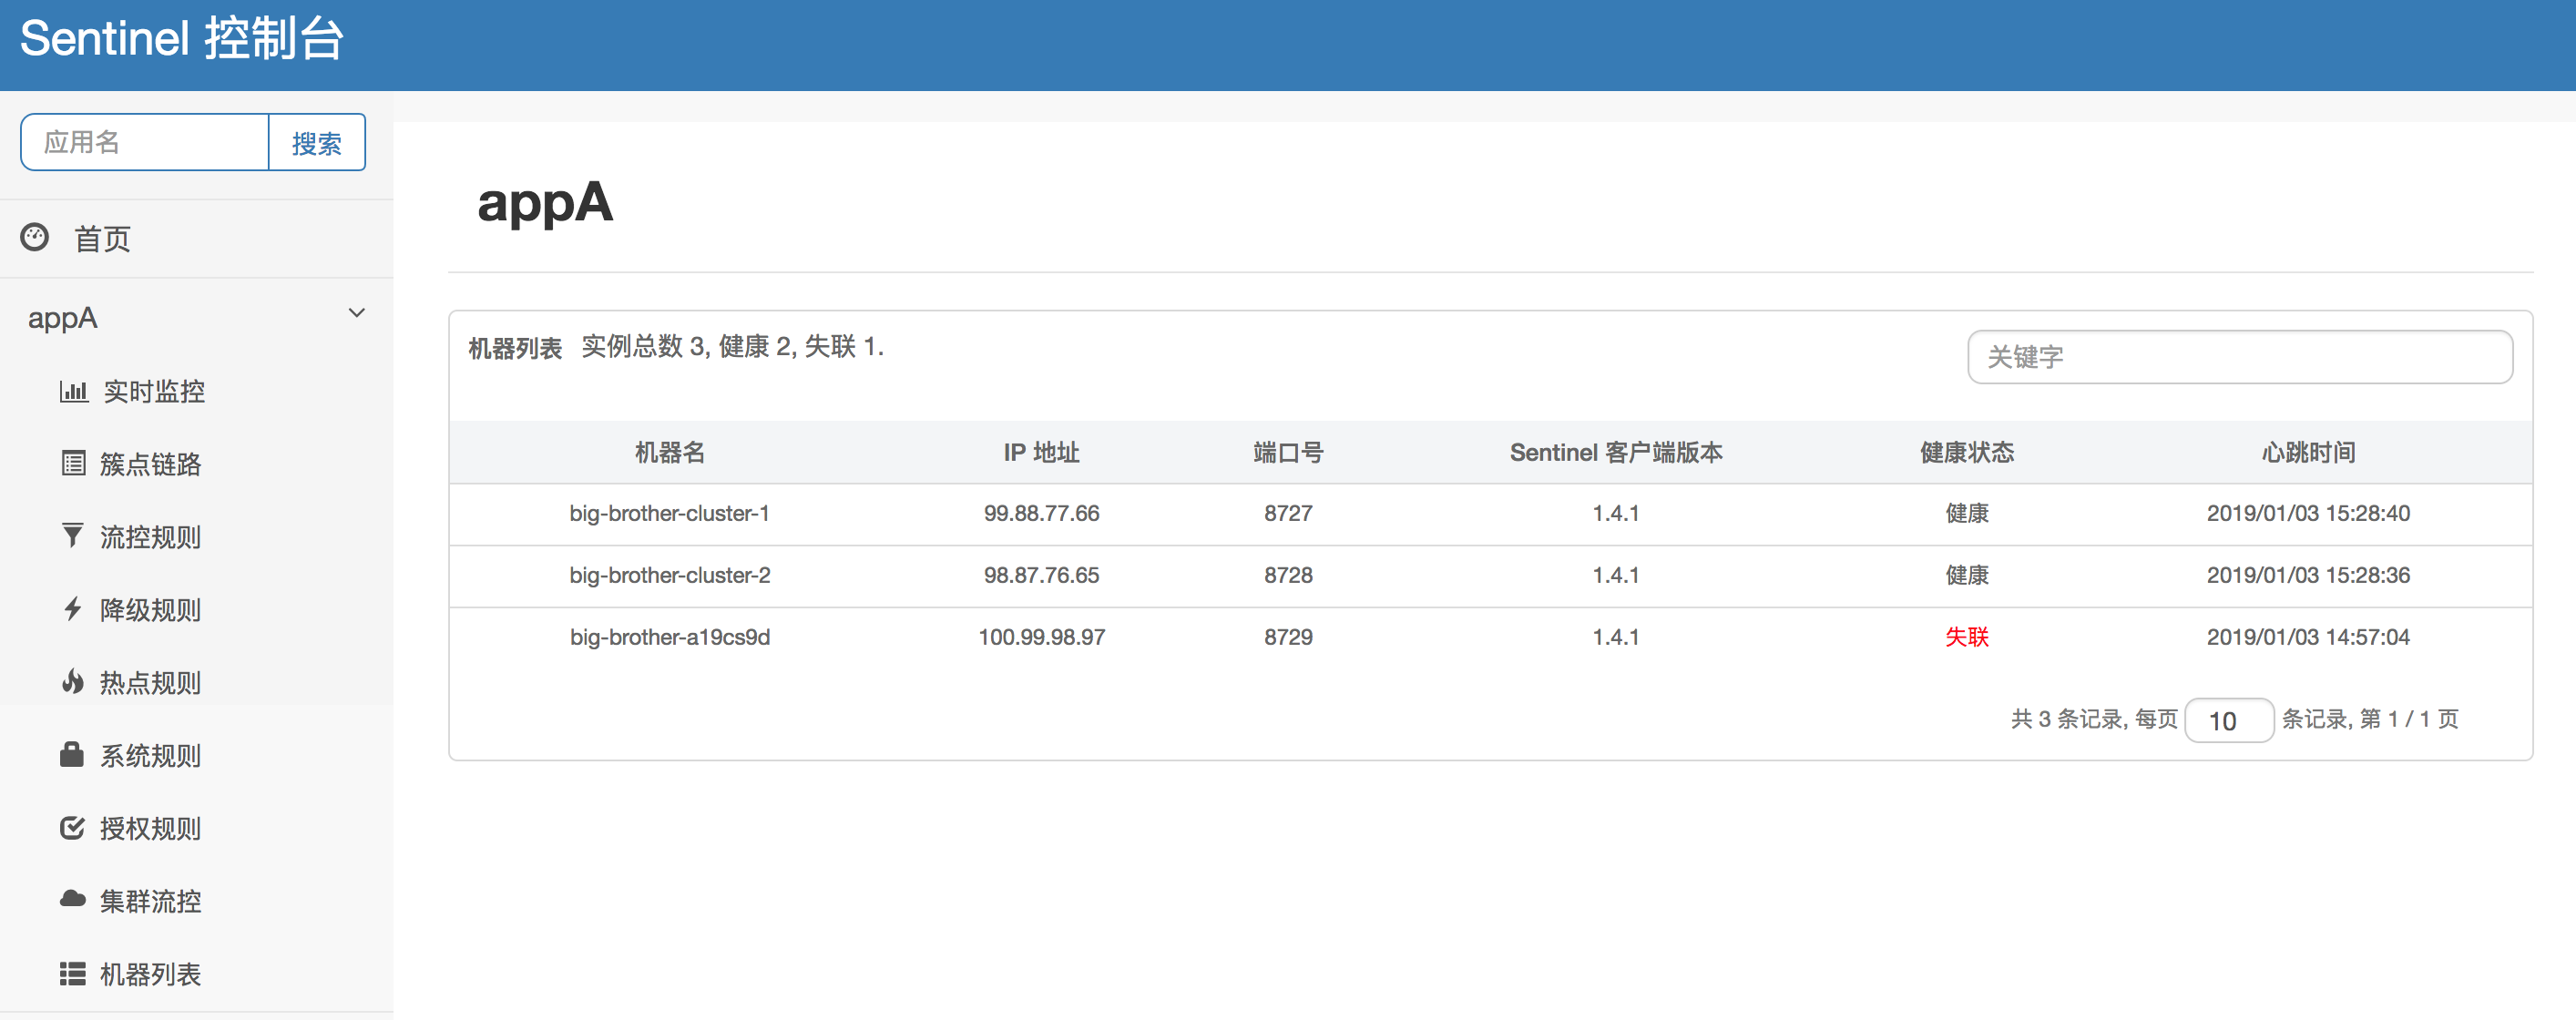 Sentinel 控制台
应用名 搜索
首页
appA
实时监控
簇点链路
流控规则
降级规则
热点规则
系统规则
授权规则
集群流控
机器列表
appA
机器列表 实例总数 3, 健康 2, 失联 1.
关键字
机器名 IP 地址 端口号 Sentinel 客户端版本 健康状态 心跳时间
big-brother-cluster-1 99.88.77.66 8727 1.4.1 健康 2019/01/03 15:28:40
big-brother-cluster-2 98.87.76.65 8728 1.4.1 健康 2019/01/03 15:28:36
big-brother-a19cs9d 100.99.98.97 8729 1.4.1 失联 2019/01/03 14:57:04
共 3 条记录, 每页 10 条记录, 第 1 / 1 页